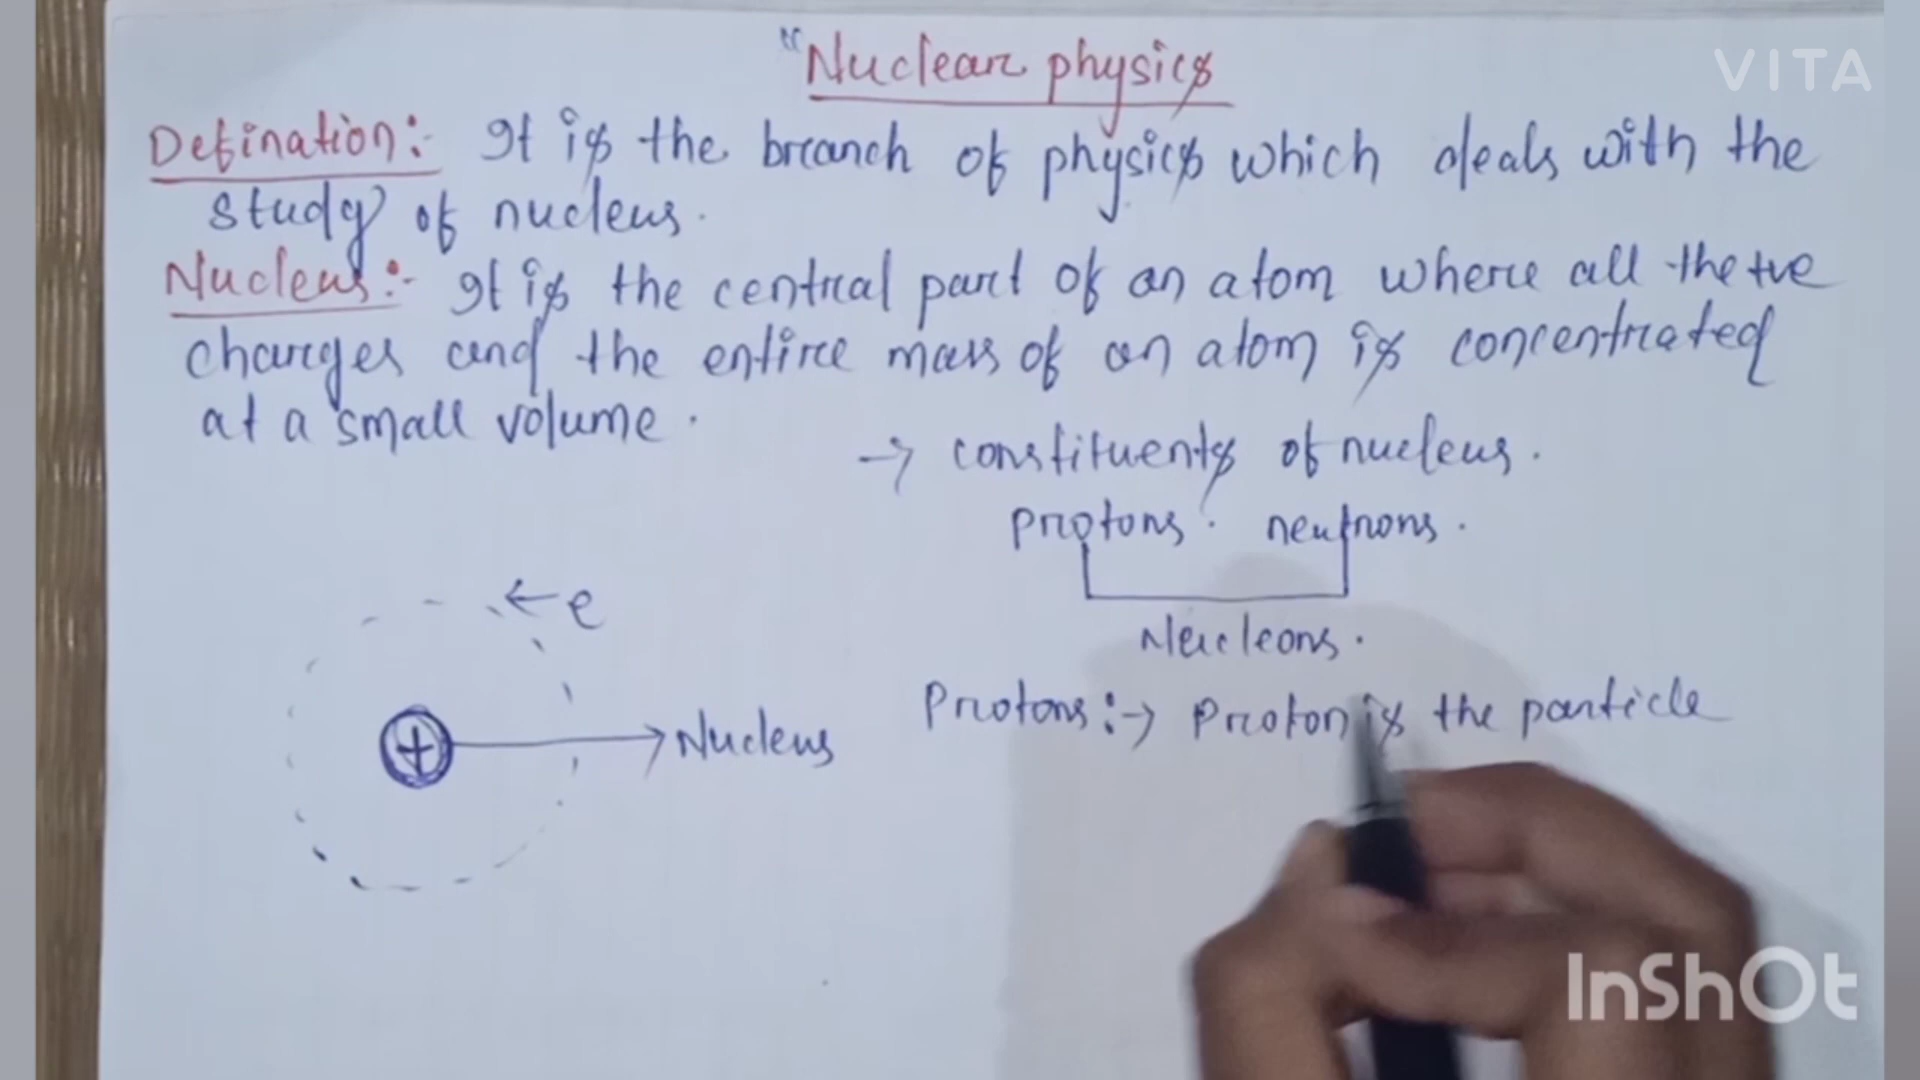 "Nuclear physics
VITA
Defination:- It is the branch of physics which deals with the
study of nucleus.
Nucleus:- It is the central part of an atom where all the +ve
charges and the entire mass of an atom is concentrated
at a small volume.
→ constituents of nucleus.
protons. neutrons.
Nucleons.
← e
+ → Nucleus
Protons:→ Proton is the particle
InShOt